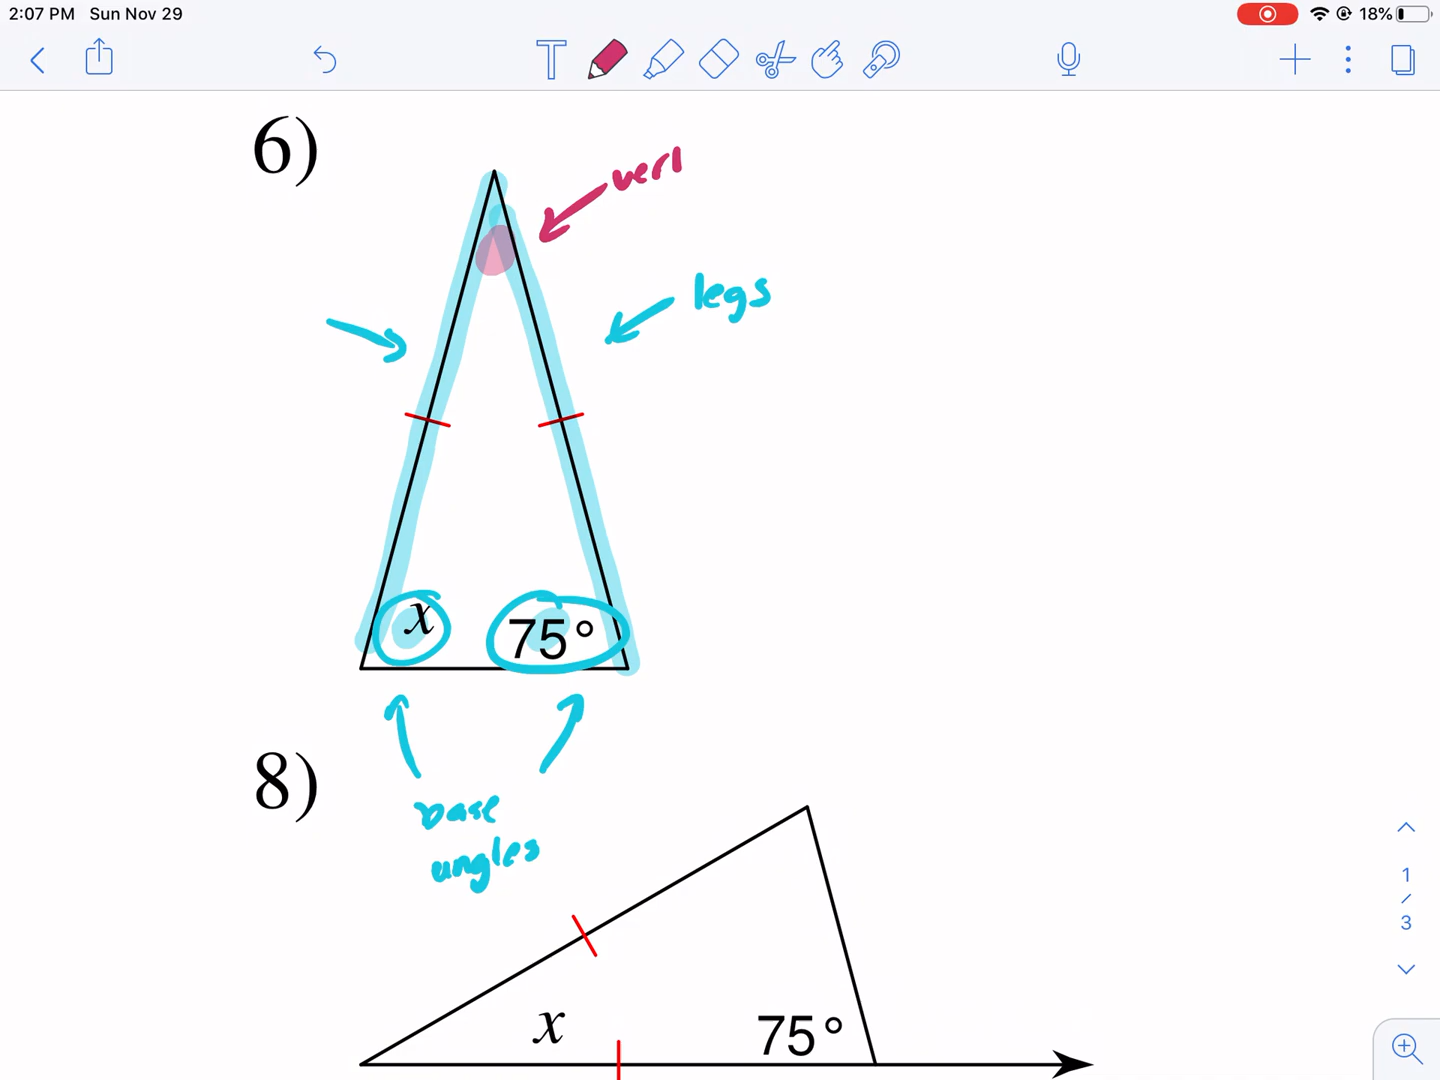 2:07 PM Sun Nov 29
18%
T
6)
vert
legs
x
75°
base
angles
8)
x
75°
1
/
3